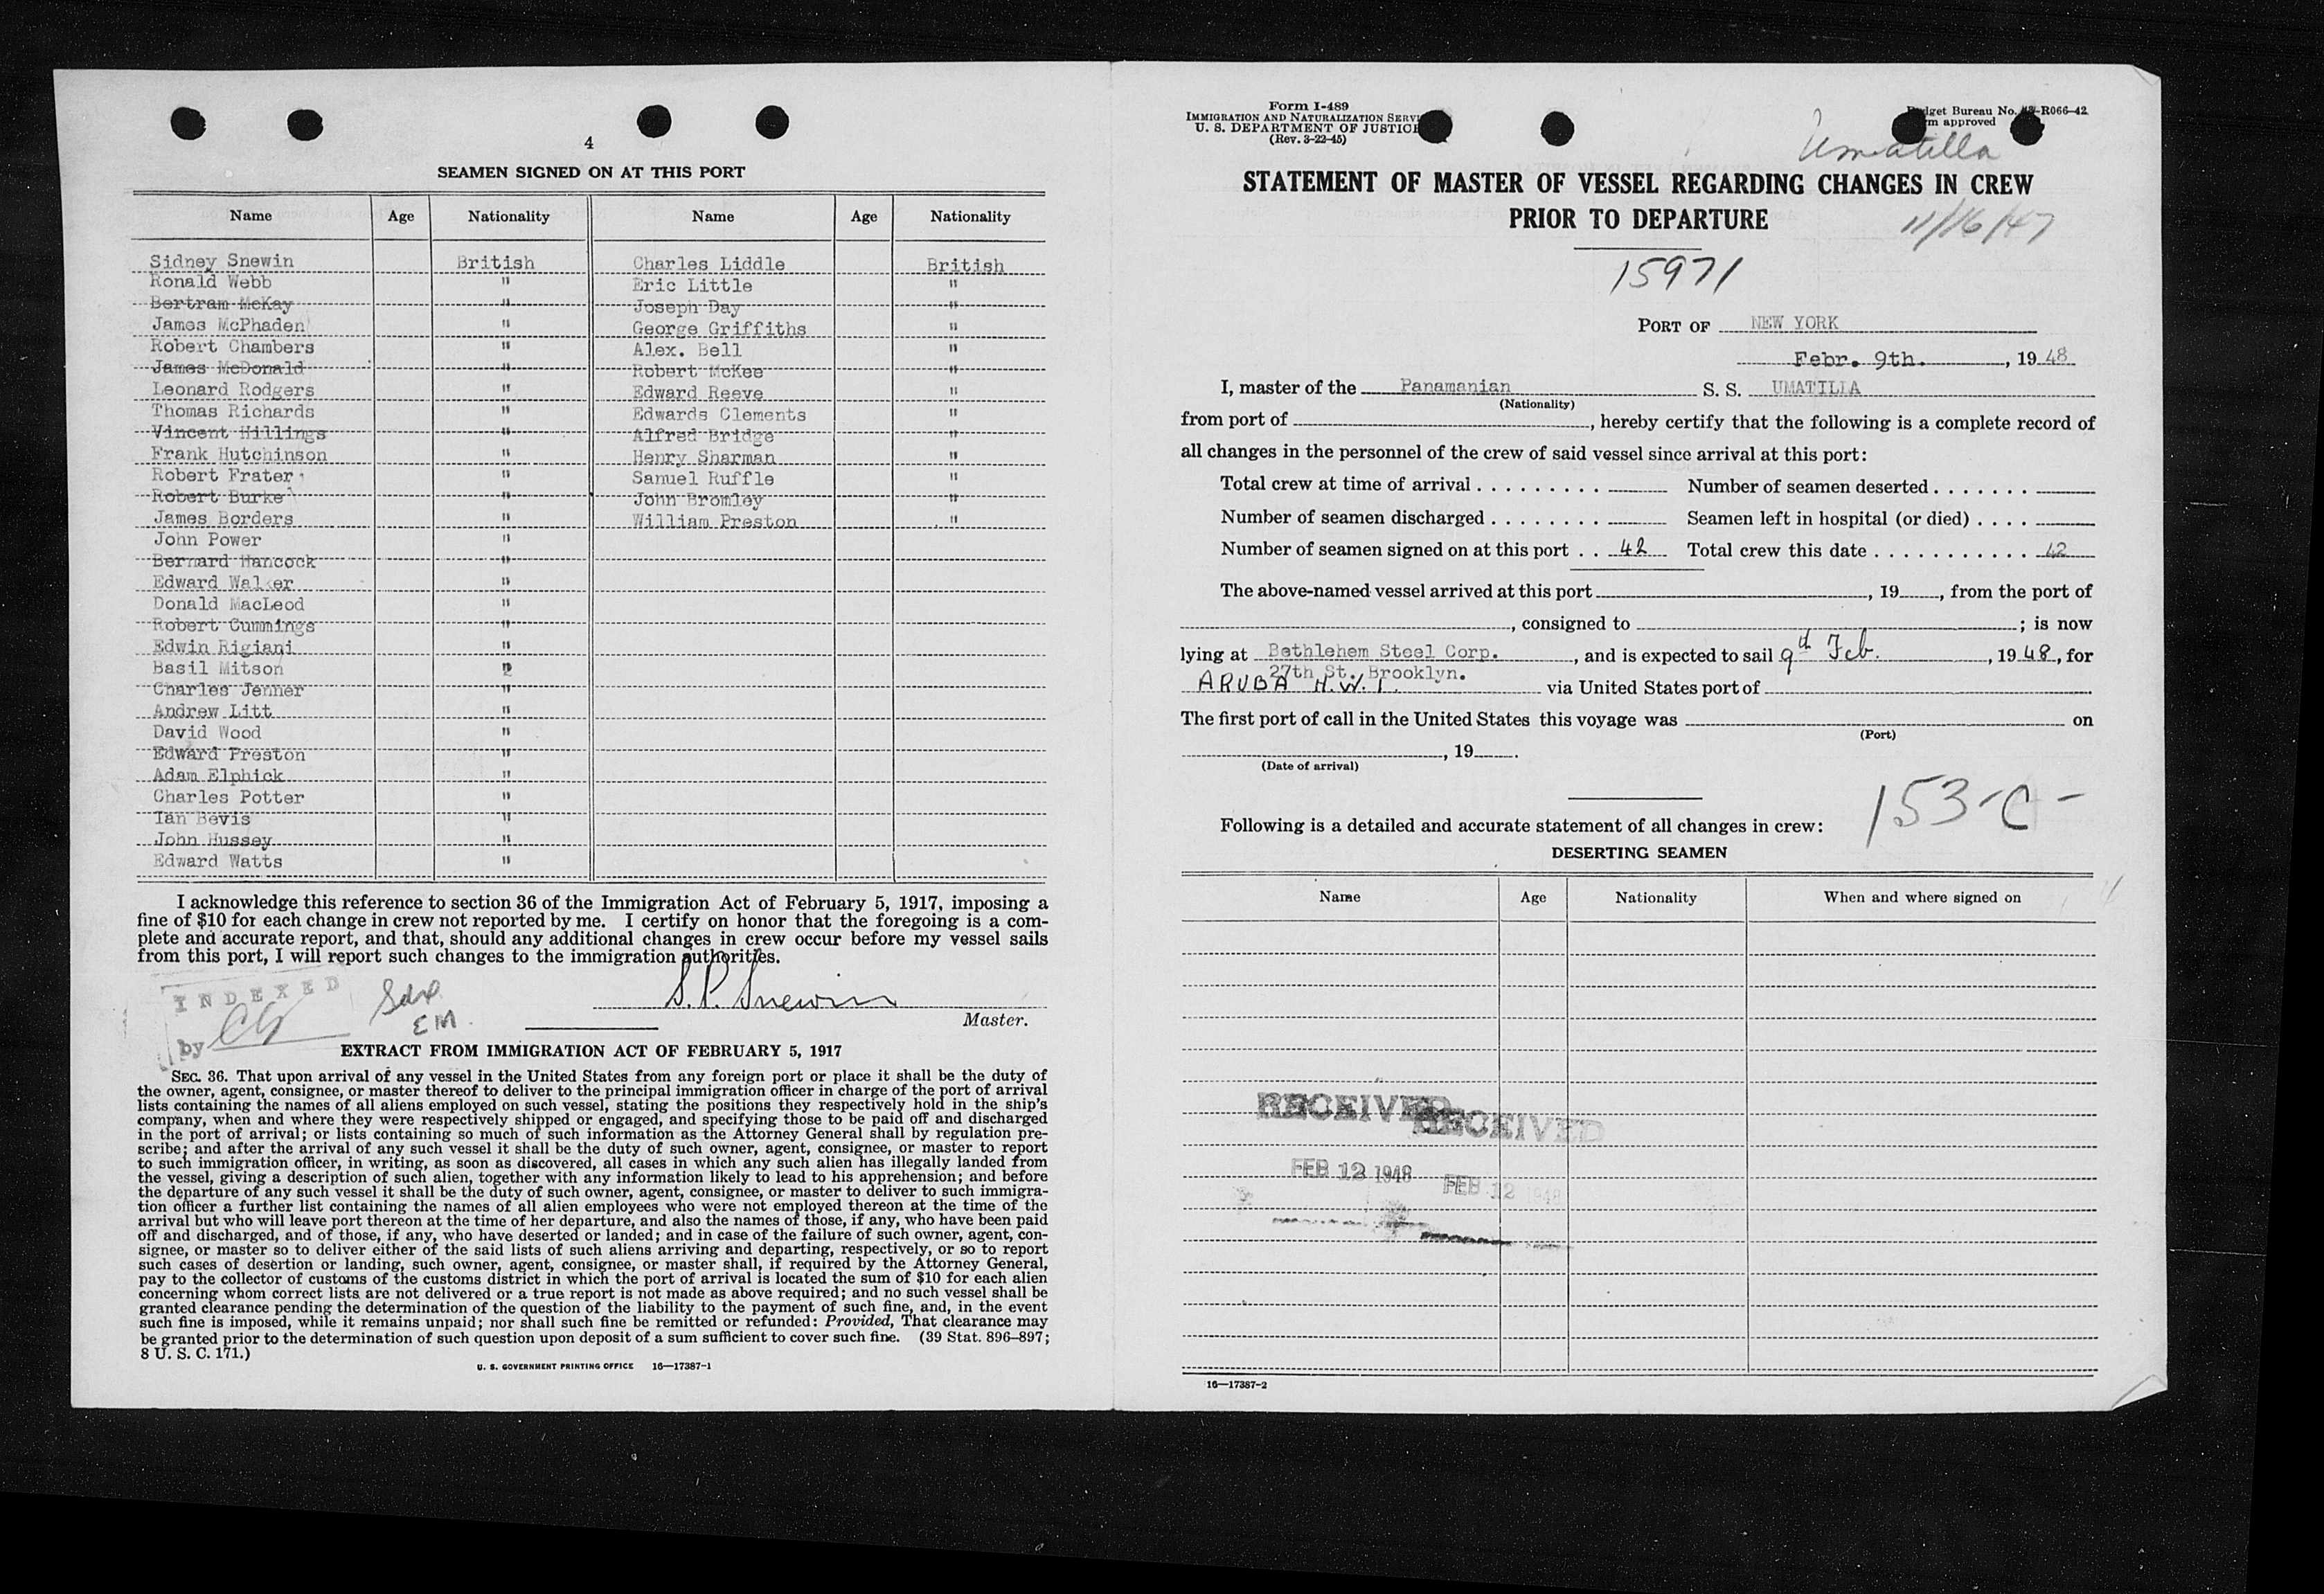 4
SEAMEN SIGNED ON AT THIS PORT
Name Age Nationality Name Age Nationality
Sidney Snewin British Charles Liddle British
Ronald Webb " Eric Little "
Bertram McKay " Joseph Day "
James McPhaden " George Griffiths "
Robert Chambers " Alex. Bell "
James McDonald " Robert McKee "
Leonard Rodgers " Edward Reeve "
Thomas Richards " Edwards Clements "
Vincent Hillings " Alfred Bridge "
Frank Hutchinson " Henry Sharman "
Robert Frater " Samuel Ruffle "
Robert Burke " John Bromley "
James Borders " William Preston "
John Power "
Bernard Hancock "
Edward Walker "
Donald MacLeod "
Robert Cummings "
Edwin Rigiani "
Basil Mitson
Charles Jenner "
Andrew Litt "
David Wood "
Edward Preston "
Adam Elphick "
Charles Potter "
Ian Bevis "
John Hussey "
Edward Watts "
I acknowledge this reference to section 36 of the Immigration Act of February 5, 1917, imposing a
fine of $10 for each change in crew not reported by me. I certify on honor that the foregoing is a com-
plete and accurate report, and that, should any additional changes in crew occur before my vessel sails
from this port, I will report such changes to the immigration authorities.
INDEXED
by
EM
S.P. Snewin
Master.
EXTRACT FROM IMMIGRATION ACT OF FEBRUARY 5, 1917
SEC. 36. That upon arrival of any vessel in the United States from any foreign port or place it shall be the duty of
the owner, agent, consignee, or master thereof to deliver to the principal immigration officer in charge of the port of arrival
lists containing the names of all aliens employed on such vessel, stating the positions they respectively hold in the ship's
company, when and where they were respectively shipped or engaged, and specifying those to be paid off and discharged
in the port of arrival; or lists containing so much of such information as the Attorney General shall by regulation pre-
scribe; and after the arrival of any such vessel it shall be the duty of such owner, agent, consignee, or master to report
to such immigration officer, in writing, as soon as discovered, all cases in which any such alien has illegally landed from
the vessel, giving a description of such alien, together with any information likely to lead to his apprehension; and before
the departure of any such vessel it shall be the duty of such owner, agent, consignee, or master to deliver to such immigra-
tion officer a further list containing the names of all alien employees who were not employed thereon at the time of the
arrival but who will leave port thereon at the time of her departure, and also the names of those, if any, who have been paid
off and discharged, and of those, if any, who have deserted or landed; and in case of the failure of such owner, agent, con-
signee, or master so to deliver either of the said lists of such aliens arriving and departing, respectively, or so to report
such cases of desertion or landing, such owner, agent, consignee, or master shall, if required by the Attorney General,
pay to the collector of customs of the customs district in which the port of arrival is located the sum of $10 for each alien
concerning whom correct lists are not delivered or a true report is not made as above required; and no such vessel shall be
granted clearance pending the determination of the question of the liability to the payment of such fine, and, in the event
such fine is imposed, while it remains unpaid; nor shall such fine be remitted or refunded: Provided, That clearance may
be granted prior to the determination of such question upon deposit of a sum sufficient to cover such fine. (39 Stat. 896–897;
8 U. S. C. 171.)
U. S. GOVERNMENT PRINTING OFFICE 16—17387-1
Form I-489
IMMIGRATION AND NATURALIZATION SERVI
U. S. DEPARTMENT OF JUSTICE
(Rev. 3-22-45)
dget Bureau No. -R066-42
m approved
Umatilla
STATEMENT OF MASTER OF VESSEL REGARDING CHANGES IN CREW
PRIOR TO DEPARTURE
11/16/47
15971
PORT OF NEW YORK
Febr. 9th. , 19 48
I, master of the Panamanian S. S. UMATILLA
(Nationality)
from port of , hereby certify that the following is a complete record of
all changes in the personnel of the crew of said vessel since arrival at this port:
Total crew at time of arrival . . . . . . . . . Number of seamen deserted . . . . . . .
Number of seamen discharged . . . . . . . . Seamen left in hospital (or died) . . . .
Number of seamen signed on at this port . . 42 Total crew this date . . . . . . . . . . . 42
The above-named vessel arrived at this port , 19 , from the port of
, consigned to ; is now
lying at Bethlehem Steel Corp. , and is expected to sail 9th Feb. , 19 48, for
27th St. Brooklyn.
ARUBA N.W.I. via United States port of
The first port of call in the United States this voyage was on
(Port)
, 19 .
(Date of arrival)
153-C-
Following is a detailed and accurate statement of all changes in crew:
DESERTING SEAMEN
Name Age Nationality When and where signed on
RECEIVED RECEIVED
FEB 12 1948 FEB 12 1948
16—17387-2